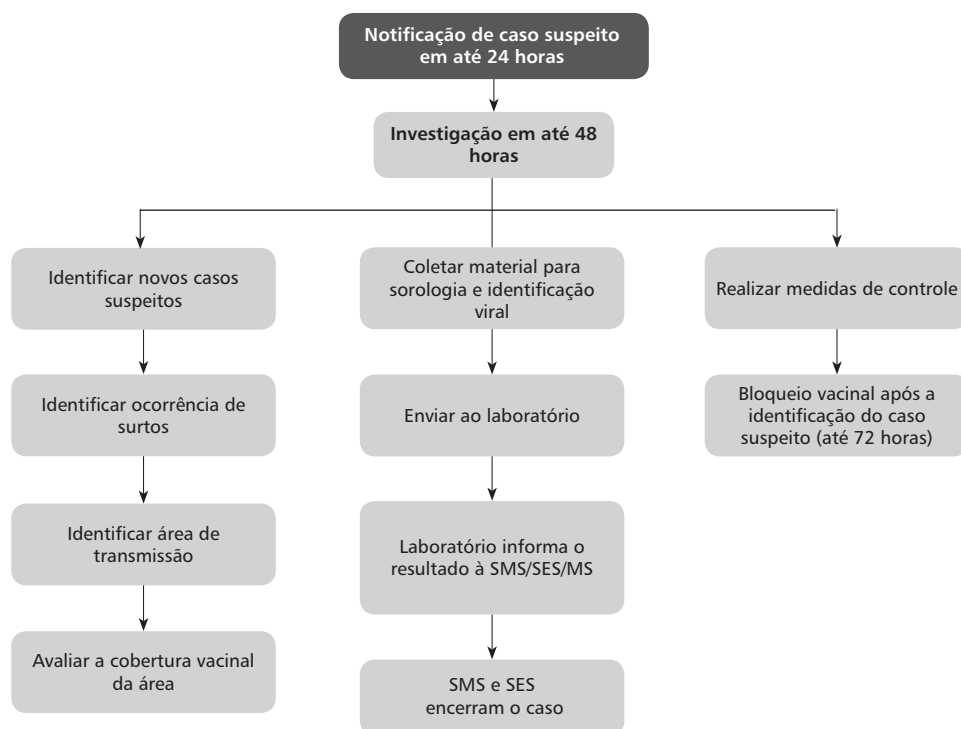 Notificação de caso suspeito
em até 24 horas
Investigação em até 48
horas
Identificar novos casos
suspeitos
Identificar ocorrência de
surtos
Identificar área de
transmissão
Avaliar a cobertura vacinal
da área
Coletar material para
sorologia e identificação
viral
Enviar ao laboratório
Laboratório informa o
resultado à SMS/SES/MS
SMS e SES
encerram o caso
Realizar medidas de controle
Bloqueio vacinal após a
identificação do caso
suspeito (até 72 horas)